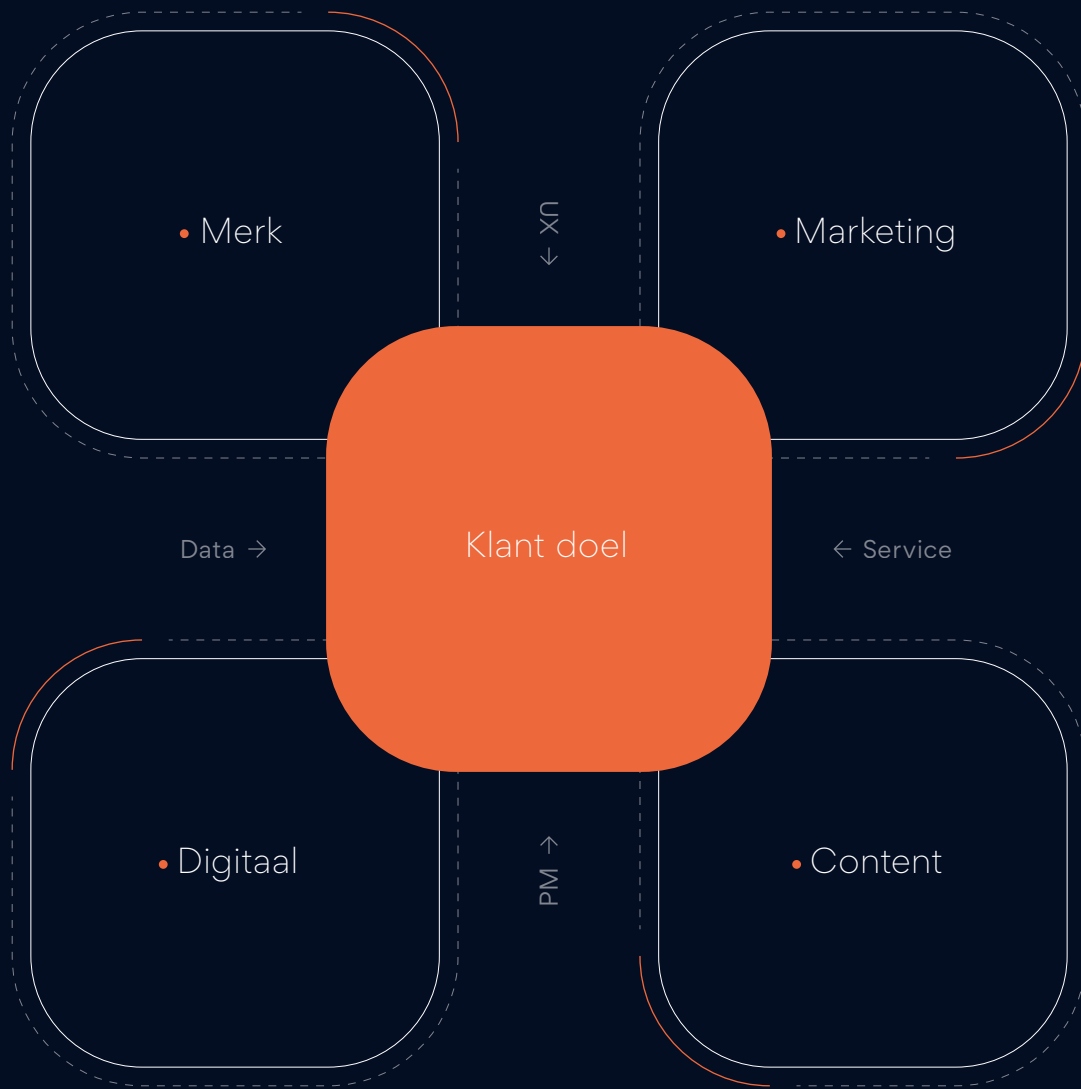 Merk
UX ←
Marketing
Data →
Klant doel
← Service
Digitaal
PM →
Content